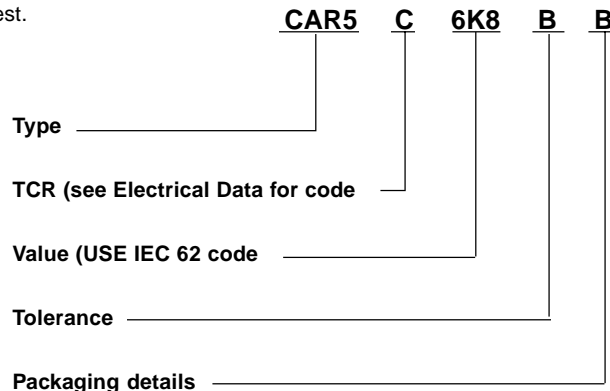 est.
CAR5 C 6K8 B B
Type
TCR (see Electrical Data for code
Value (USE IEC 62 code
Tolerance
Packaging details